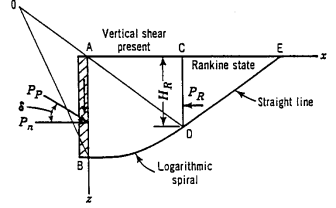 O
Vertical shear
present
A
C
E
x
H_R
Rankine state
P_R
P_P
δ
P_n
D
Straight line
B
Logarithmic
spiral
z